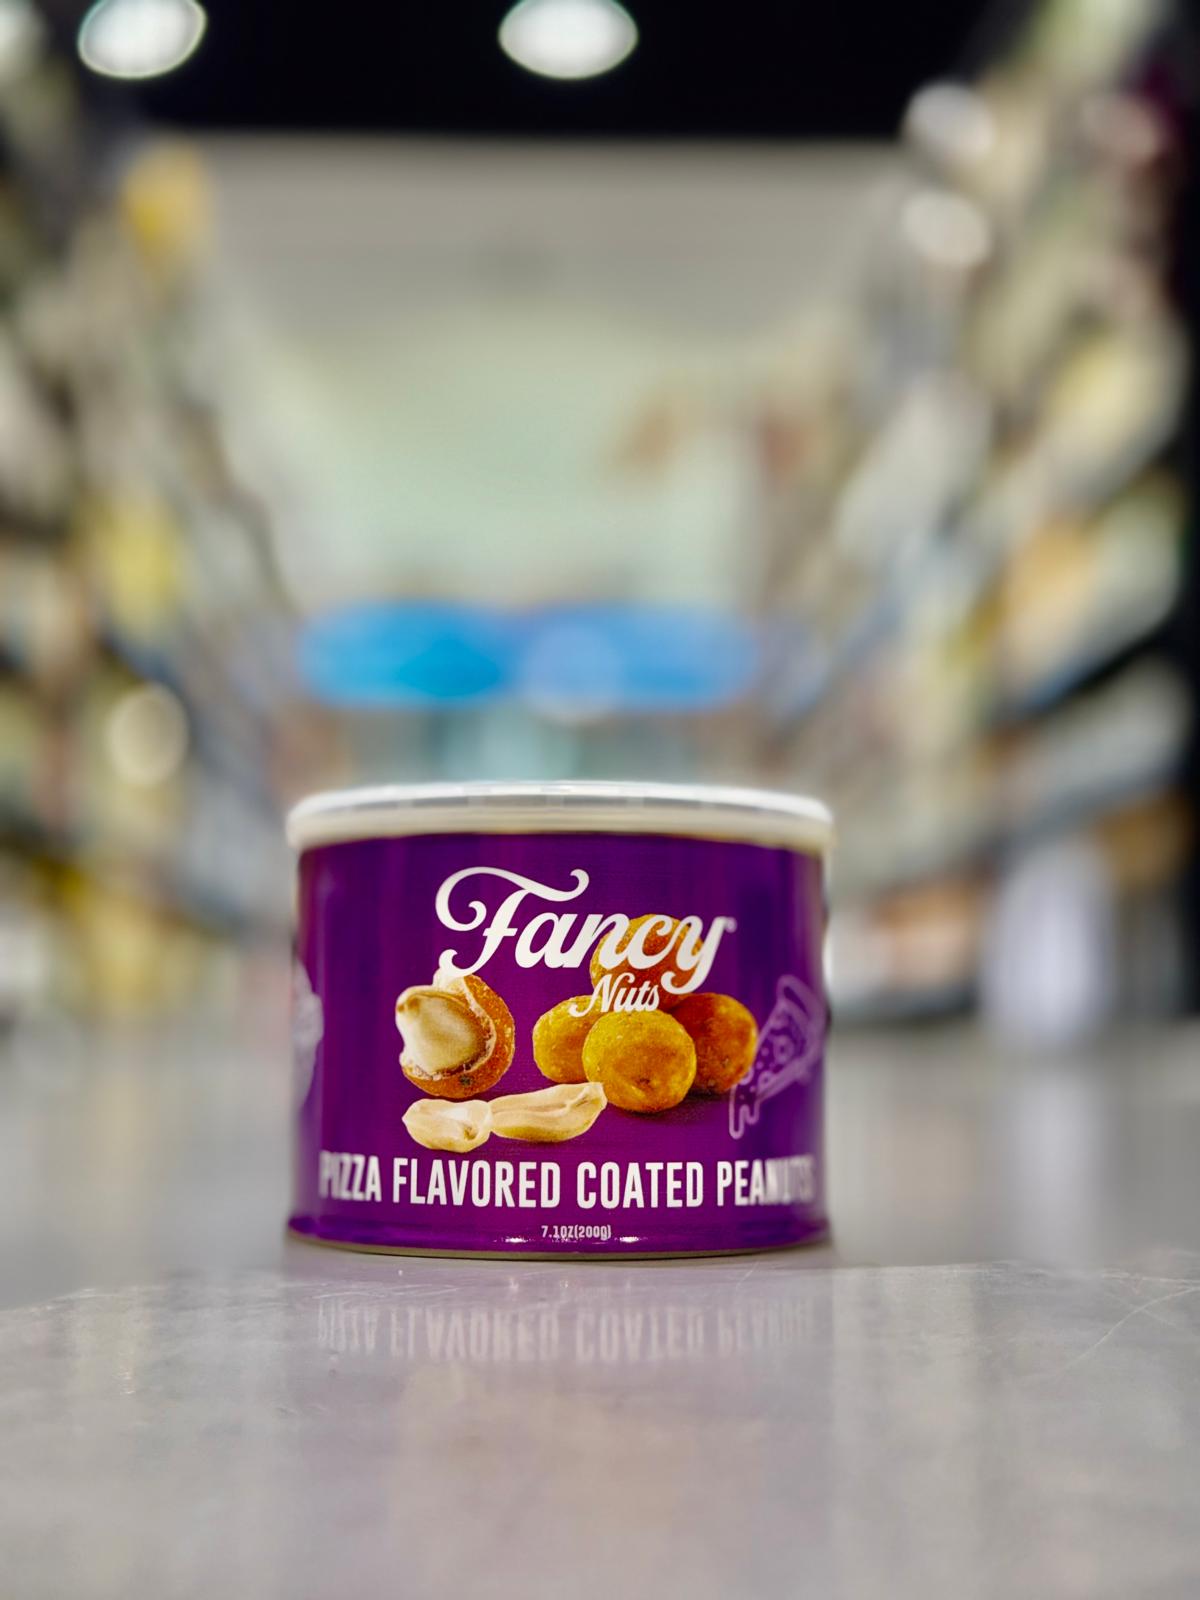 Fancy
Nuts
PIZZA FLAVORED COATED PEANUTS
7.1OZ(200g)